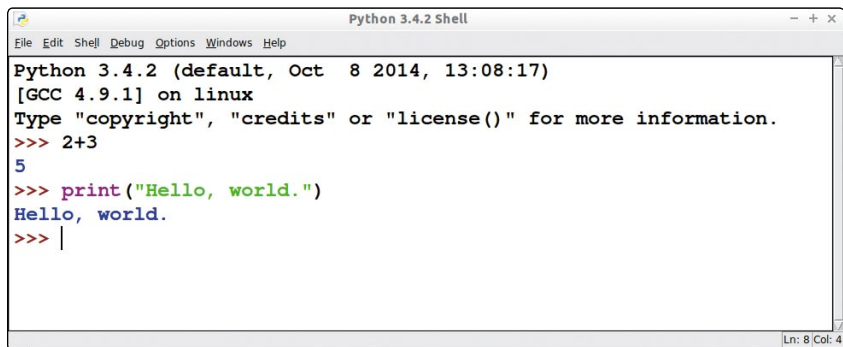 Python 3.4.2 Shell
File Edit Shell Debug Options Windows Help
Python 3.4.2 (default, Oct  8 2014, 13:08:17)
[GCC 4.9.1] on linux
Type "copyright", "credits" or "license()" for more information.
>>> 2+3
5
>>> print("Hello, world.")
Hello, world.
>>>
Ln: 8 Col: 4